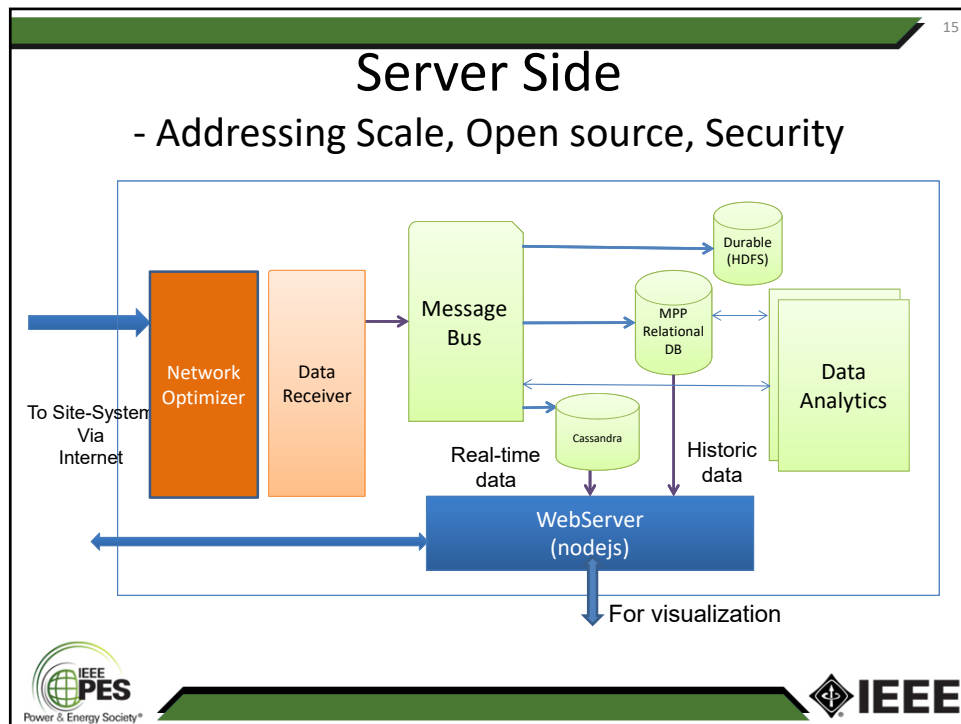 15
Server Side
- Addressing Scale, Open source, Security
To Site-System
Via
Internet
Network
Optimizer
Data
Receiver
Message
Bus
Durable
(HDFS)
MPP
Relational
DB
Data
Analytics
Cassandra
Real-time
data
Historic
data
WebServer
(nodejs)
For visualization
IEEE
PES
Power & Energy Society®
IEEE